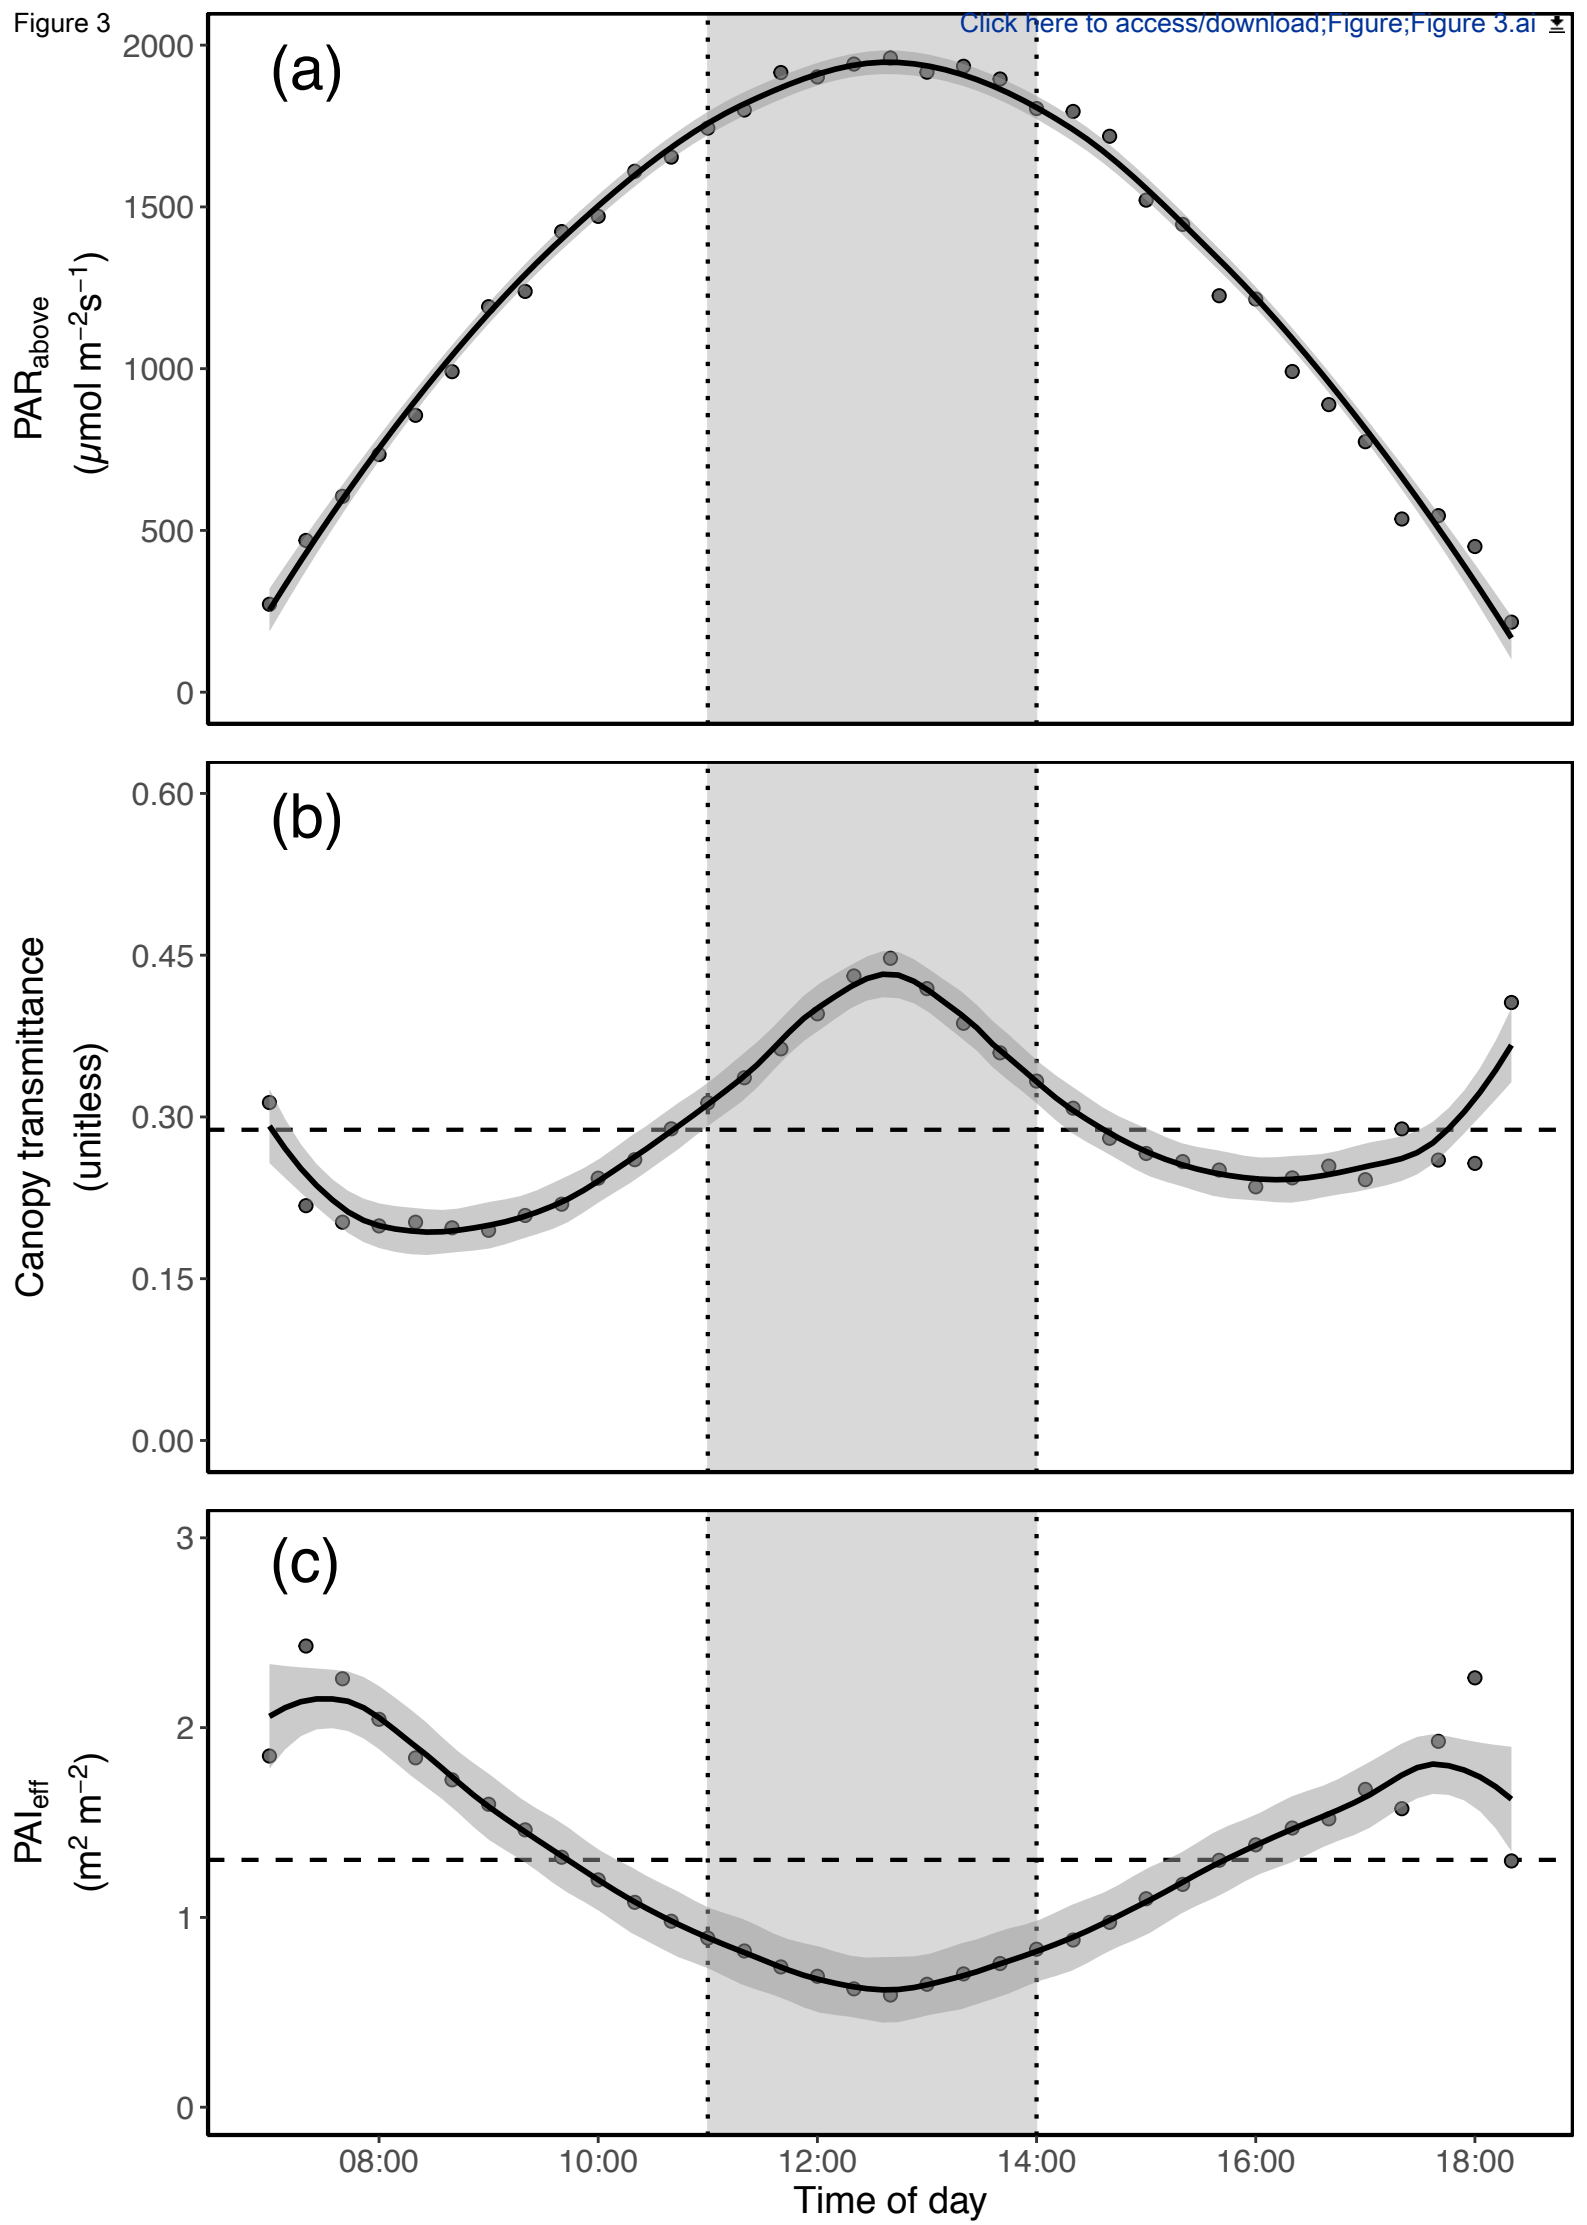 Figure 3
Click here to access/download;Figure;Figure 3.ai
(a)
2000
1500
1000
500
0
PARabove
(μmol m−2s−1)
(b)
0.60
0.45
0.30
0.15
0.00
Canopy transmittance
(unitless)
(c)
3
2
1
0
PAIeff
(m2 m−2)
08:00 10:00 12:00 14:00 16:00 18:00
Time of day